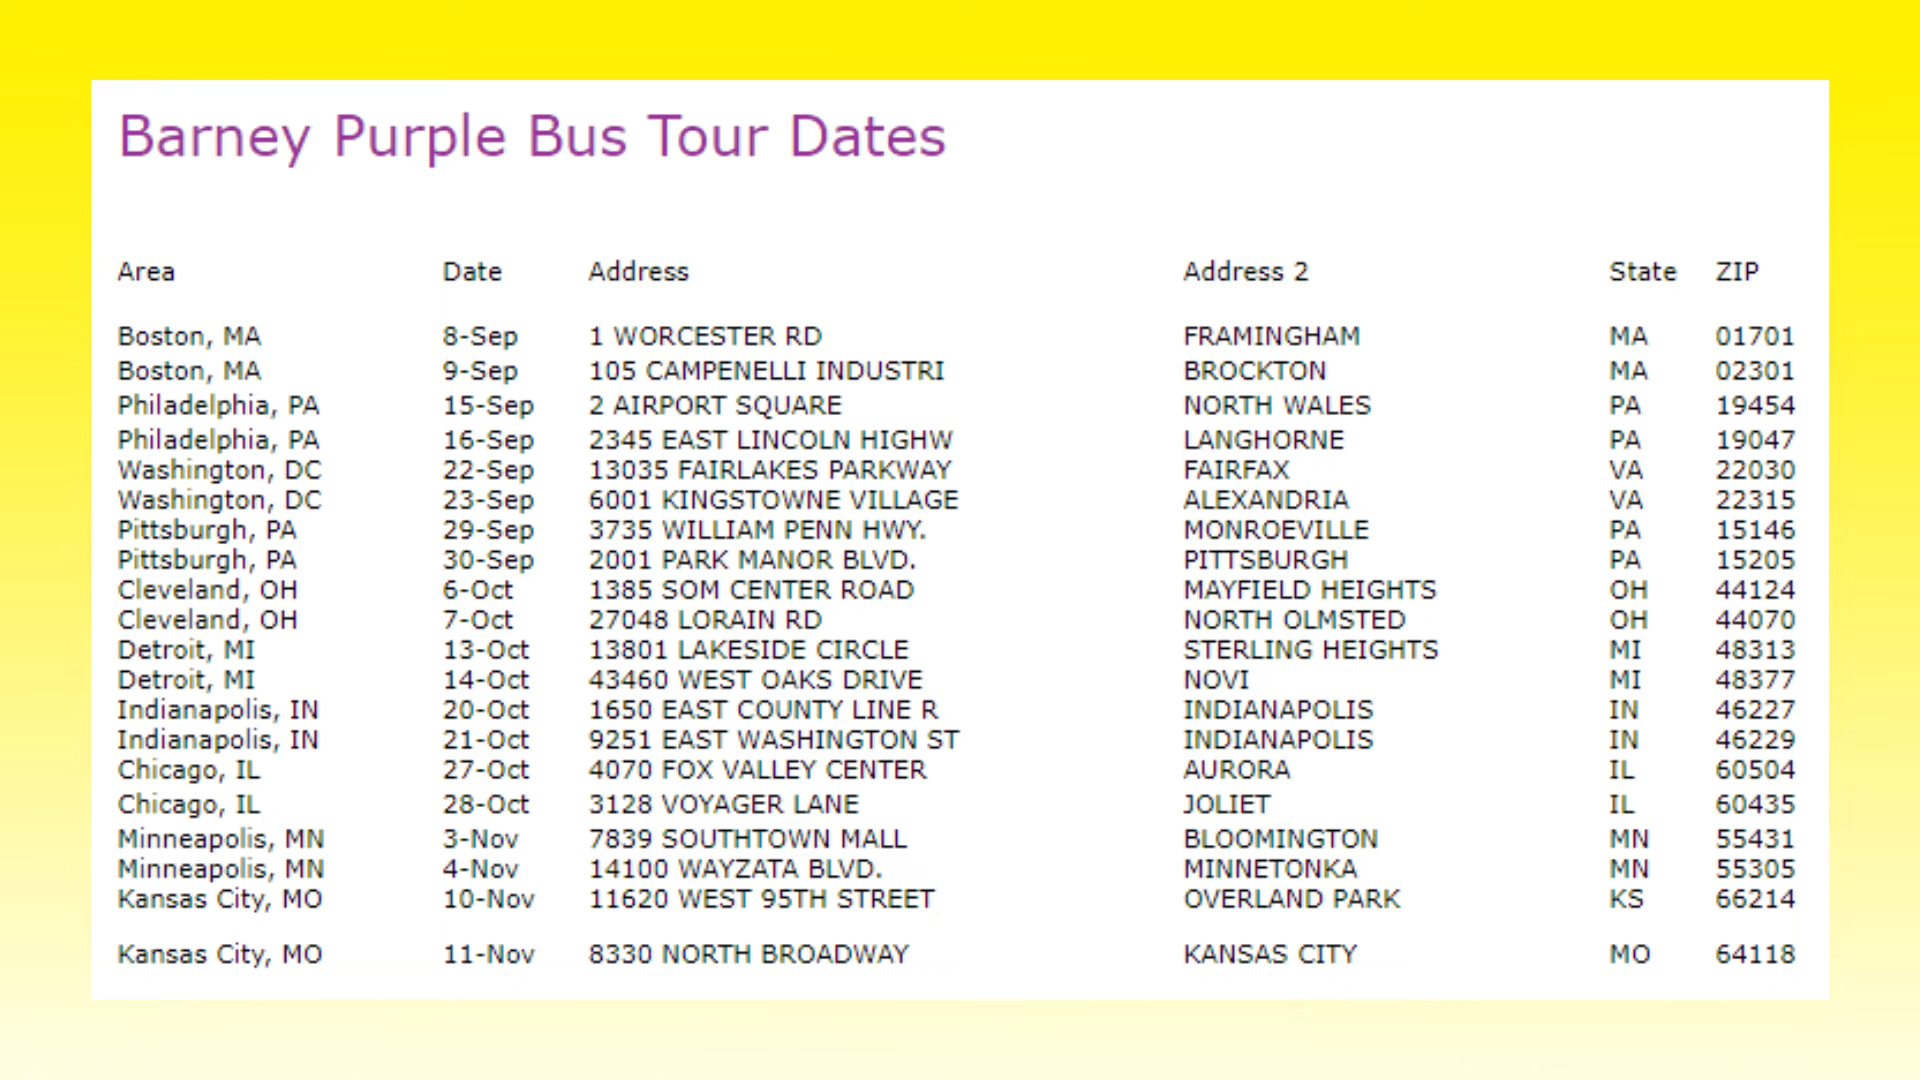 Barney Purple Bus Tour Dates
Area Date Address Address 2 State ZIP
Boston, MA 8-Sep 1 WORCESTER RD FRAMINGHAM MA 01701
Boston, MA 9-Sep 105 CAMPENELLI INDUSTRI BROCKTON MA 02301
Philadelphia, PA 15-Sep 2 AIRPORT SQUARE NORTH WALES PA 19454
Philadelphia, PA 16-Sep 2345 EAST LINCOLN HIGHW LANGHORNE PA 19047
Washington, DC 22-Sep 13035 FAIRLAKES PARKWAY FAIRFAX VA 22030
Washington, DC 23-Sep 6001 KINGSTOWNE VILLAGE ALEXANDRIA VA 22315
Pittsburgh, PA 29-Sep 3735 WILLIAM PENN HWY. MONROEVILLE PA 15146
Pittsburgh, PA 30-Sep 2001 PARK MANOR BLVD. PITTSBURGH PA 15205
Cleveland, OH 6-Oct 1385 SOM CENTER ROAD MAYFIELD HEIGHTS OH 44124
Cleveland, OH 7-Oct 27048 LORAIN RD NORTH OLMSTED OH 44070
Detroit, MI 13-Oct 13801 LAKESIDE CIRCLE STERLING HEIGHTS MI 48313
Detroit, MI 14-Oct 43460 WEST OAKS DRIVE NOVI MI 48377
Indianapolis, IN 20-Oct 1650 EAST COUNTY LINE R INDIANAPOLIS IN 46227
Indianapolis, IN 21-Oct 9251 EAST WASHINGTON ST INDIANAPOLIS IN 46229
Chicago, IL 27-Oct 4070 FOX VALLEY CENTER AURORA IL 60504
Chicago, IL 28-Oct 3128 VOYAGER LANE JOLIET IL 60435
Minneapolis, MN 3-Nov 7839 SOUTHTOWN MALL BLOOMINGTON MN 55431
Minneapolis, MN 4-Nov 14100 WAYZATA BLVD. MINNETONKA MN 55305
Kansas City, MO 10-Nov 11620 WEST 95TH STREET OVERLAND PARK KS 66214
Kansas City, MO 11-Nov 8330 NORTH BROADWAY KANSAS CITY MO 64118